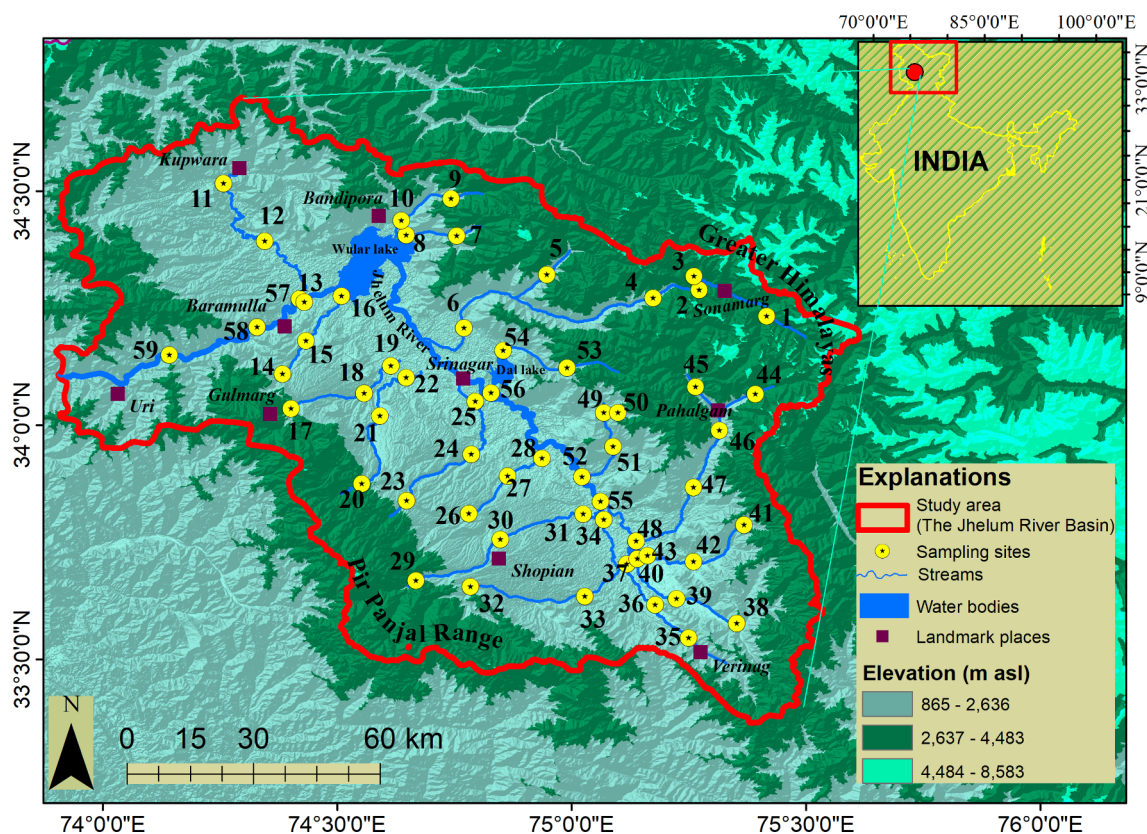 70°0'0"E 85°0'0"E 100°0'0"E
33°0'0"N
21°0'0"N
9°0'0"N
INDIA
34°30'0"N
34°0'0"N
33°30'0"N
Kupwara
11
12
Bandipora
10
9
8
7
Wular lake
5
Greater Himalayas
3
4
2
Sonamarg
1
13
57
Baramulla
16
Jhelum River
6
58
15
59
14
19
54
53
Srinagar
Dal lake
45
44
Gulmarg
18
22
56
Uri
17
25
49
50
Pahalgam
21
46
24
28
52
51
20
23
27
47
26
55
41
30
31
34
48
43
42
29
Shopian
37
40
32
36
39
38
33
35
Verinag
Pir Panjal Range
Explanations
Study area
(The Jhelum River Basin)
Sampling sites
Streams
Water bodies
Landmark places
Elevation (m asl)
865 - 2,636
2,637 - 4,483
4,484 - 8,583
N
0 15 30 60 km
74°0'0"E 74°30'0"E 75°0'0"E 75°30'0"E 76°0'0"E